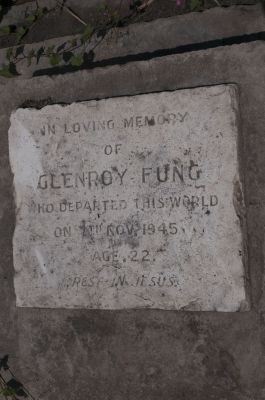 IN LOVING MEMORY
OF
GLENROY FUNG
WHO DEPARTED THIS WORLD
ON 7TH NOV. 1945
AGE. 22.
REST IN JESUS.